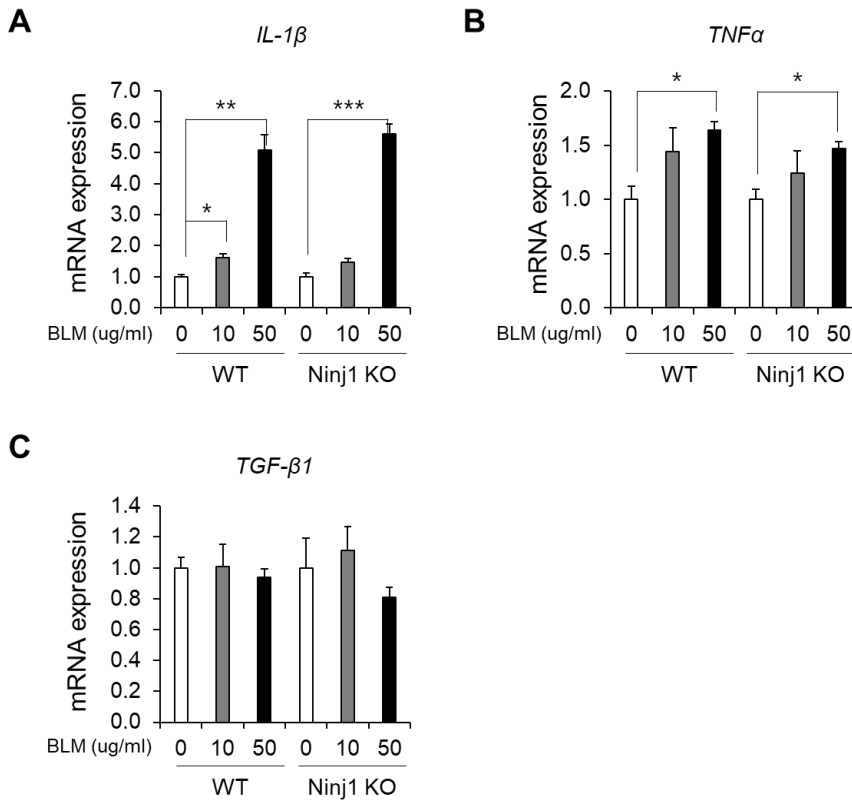 A
IL-1β
mRNA expression
7.0
6.0
5.0
4.0
3.0
2.0
1.0
0.0
**
***
*
BLM (ug/ml) 0 10 50 0 10 50
WT Ninj1 KO
B
TNFα
mRNA expression
2.0
1.5
1.0
0.5
0.0
* *
BLM (ug/ml) 0 10 50 0 10 50
WT Ninj1 KO
C
TGF-β1
mRNA expression
1.4
1.2
1.0
0.8
0.6
0.4
0.2
0.0
BLM (ug/ml) 0 10 50 0 10 50
WT Ninj1 KO